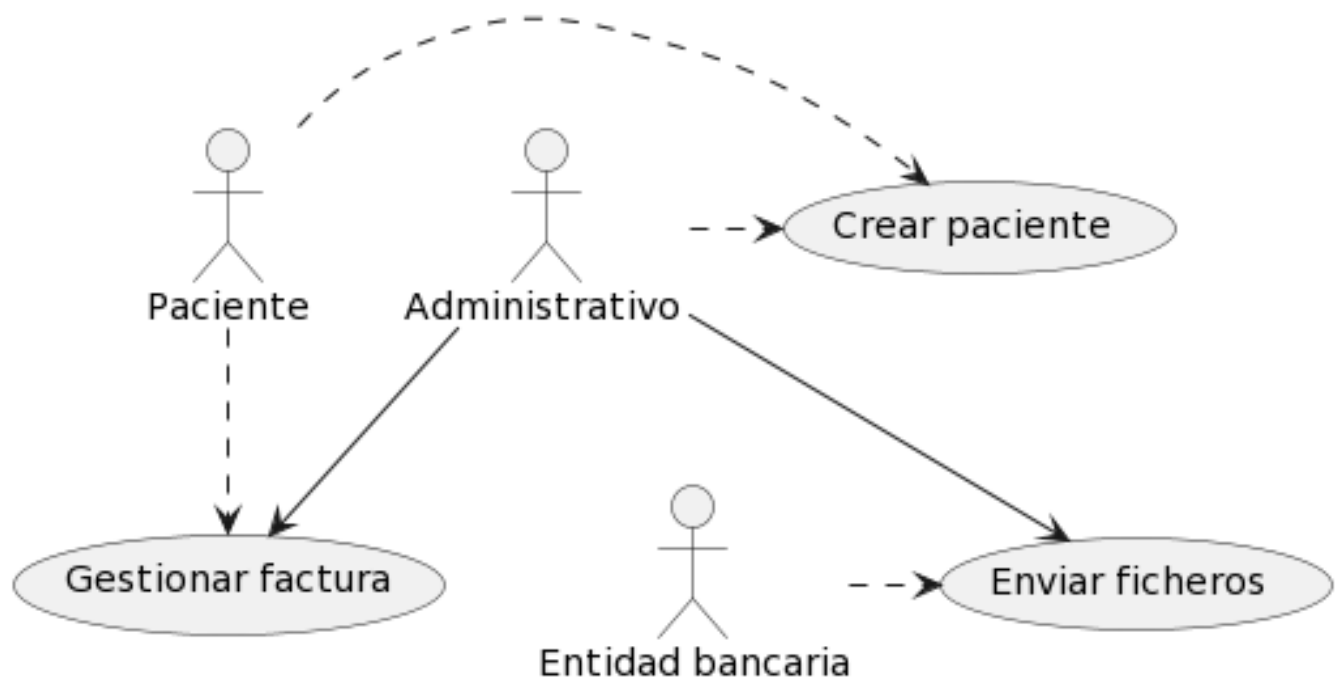 Crear paciente
Paciente
Administrativo
Gestionar factura
Enviar ficheros
Entidad bancaria